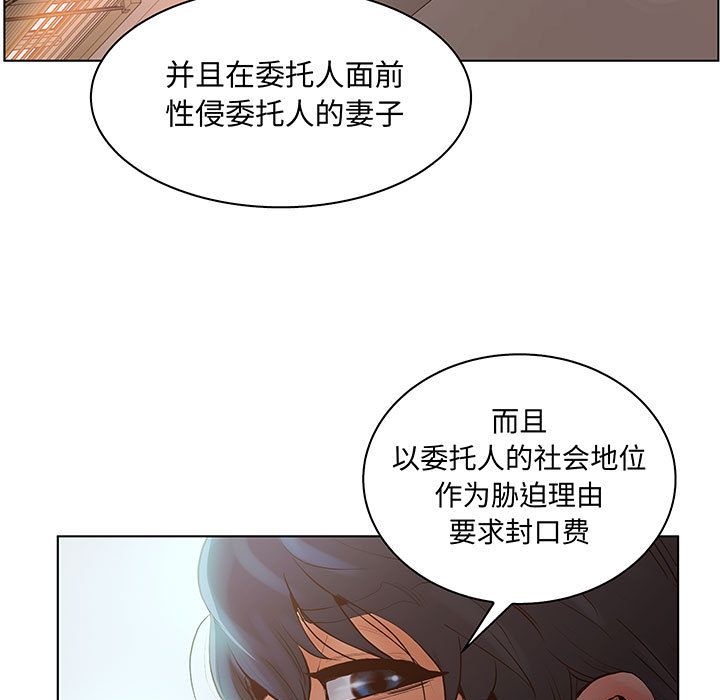 并且在委托人面前
性侵委托人的妻子
而且
以委托人的社会地位
作为胁迫理由
要求封口费